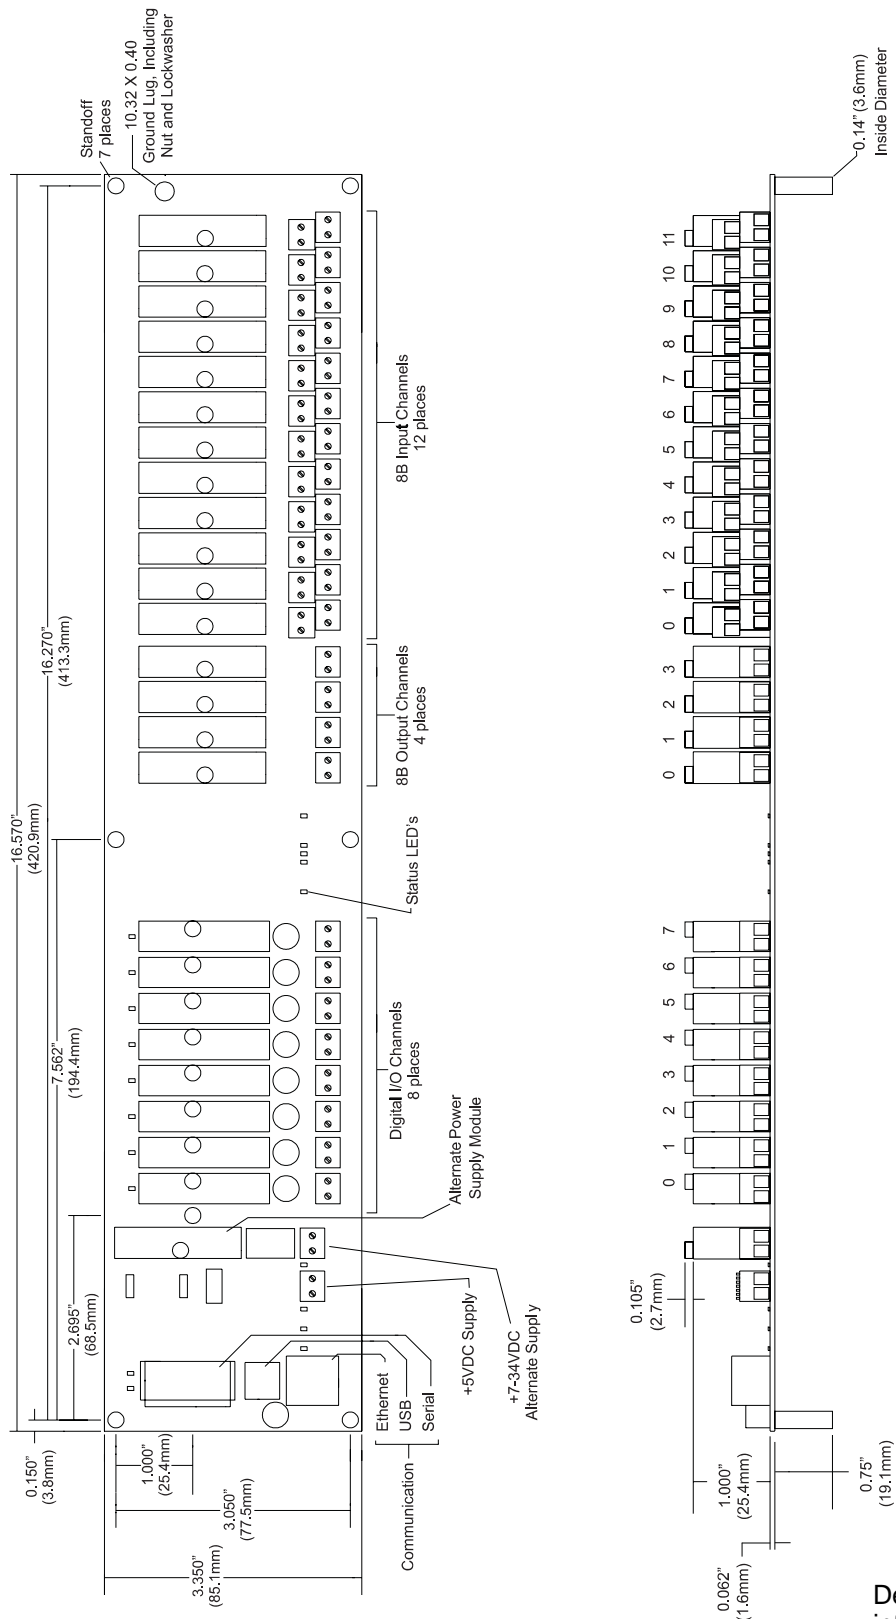 Standoff
7 places
10.32 X 0.40
Ground Lug, Including
Nut and Lockwasher
16.570"
(420.9mm)
16.270"
(413.3mm)
7.562"
(194.4mm)
2.695"
(68.5mm)
0.150"
(3.8mm)
1.000"
(25.4mm)
3.050"
(77.5mm)
3.350"
(85.1mm)
8B Input Channels
12 places
8B Output Channels
4 places
Status LED's
Digital I/O Channels
8 places
Alternate Power
Supply Module
+5VDC Supply
+7-34VDC
Alternate Supply
Ethernet
USB
Serial
Communication
0.14" (3.6mm)
Inside Diameter
11
10
9
8
7
6
5
4
3
2
1
0
3
2
1
0
7
6
5
4
3
2
1
0
0.105"
(2.7mm)
1.000"
(25.4mm)
0.75"
(19.1mm)
0.062"
(1.6mm)
De